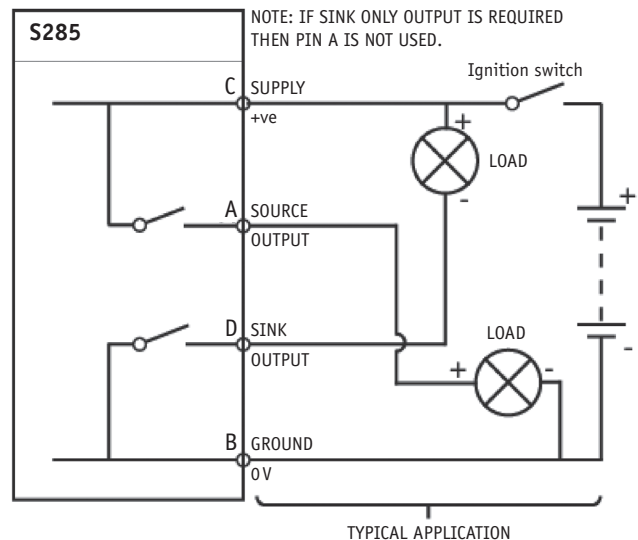 S285
NOTE: IF SINK ONLY OUTPUT IS REQUIRED
THEN PIN A IS NOT USED.
Ignition switch
C SUPPLY
+ve
+
LOAD
-
+
A SOURCE
OUTPUT
D SINK
OUTPUT
LOAD
+
-
-
B GROUND
0V
TYPICAL APPLICATION